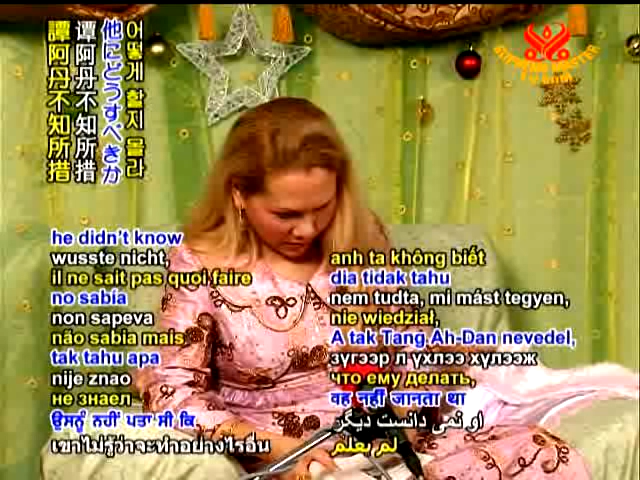 어떻게 할지 몰라
他にどうすべきか
谭阿丹不知所措
譚阿丹不知所措
SUPREME MASTER
TV.COM
he didn't know
wusste nicht,
il ne sait pas quoi faire
no sabía
non sapeva
não sabia mais
tak tahu apa
nije znao
не знаел
ਉਸਨੂੰ ਨਹੀਂ ਪਤਾ ਸੀ ਕਿ
เขาไม่รู้ว่าจะทำอย่างไรอื่น
anh ta không biết
dia tidak tahu
nem tudta, mi mást tegyen,
nie wiedział,
A tak Tang Ah-Dan nevedel,
зүгээр л үхлээ хүлээж
что ему делать,
वह नहीं जानता था
او نمی دانست دیگر
لم يعلم